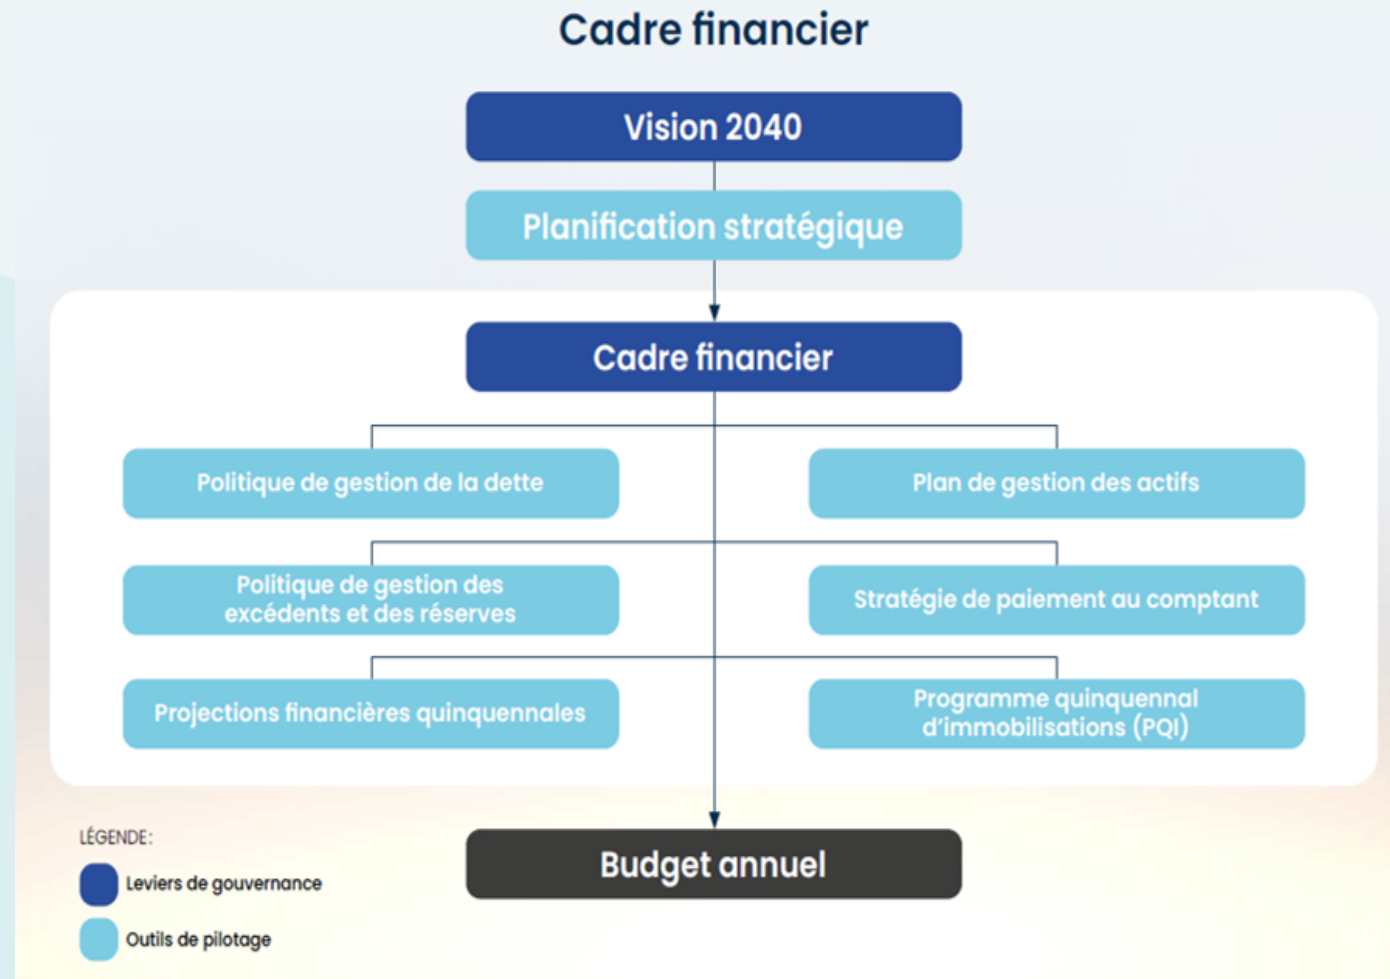 Cadre financier
Vision 2040
Planification stratégique
Cadre financier
Politique de gestion de la dette
Plan de gestion des actifs
Politique de gestion des
excédents et des réserves
Stratégie de paiement au comptant
Projections financières quinquennales
Programme quinquennal
d'immobilisations (PQI)
Budget annuel
LÉGENDE:
Leviers de gouvernance
Outils de pilotage